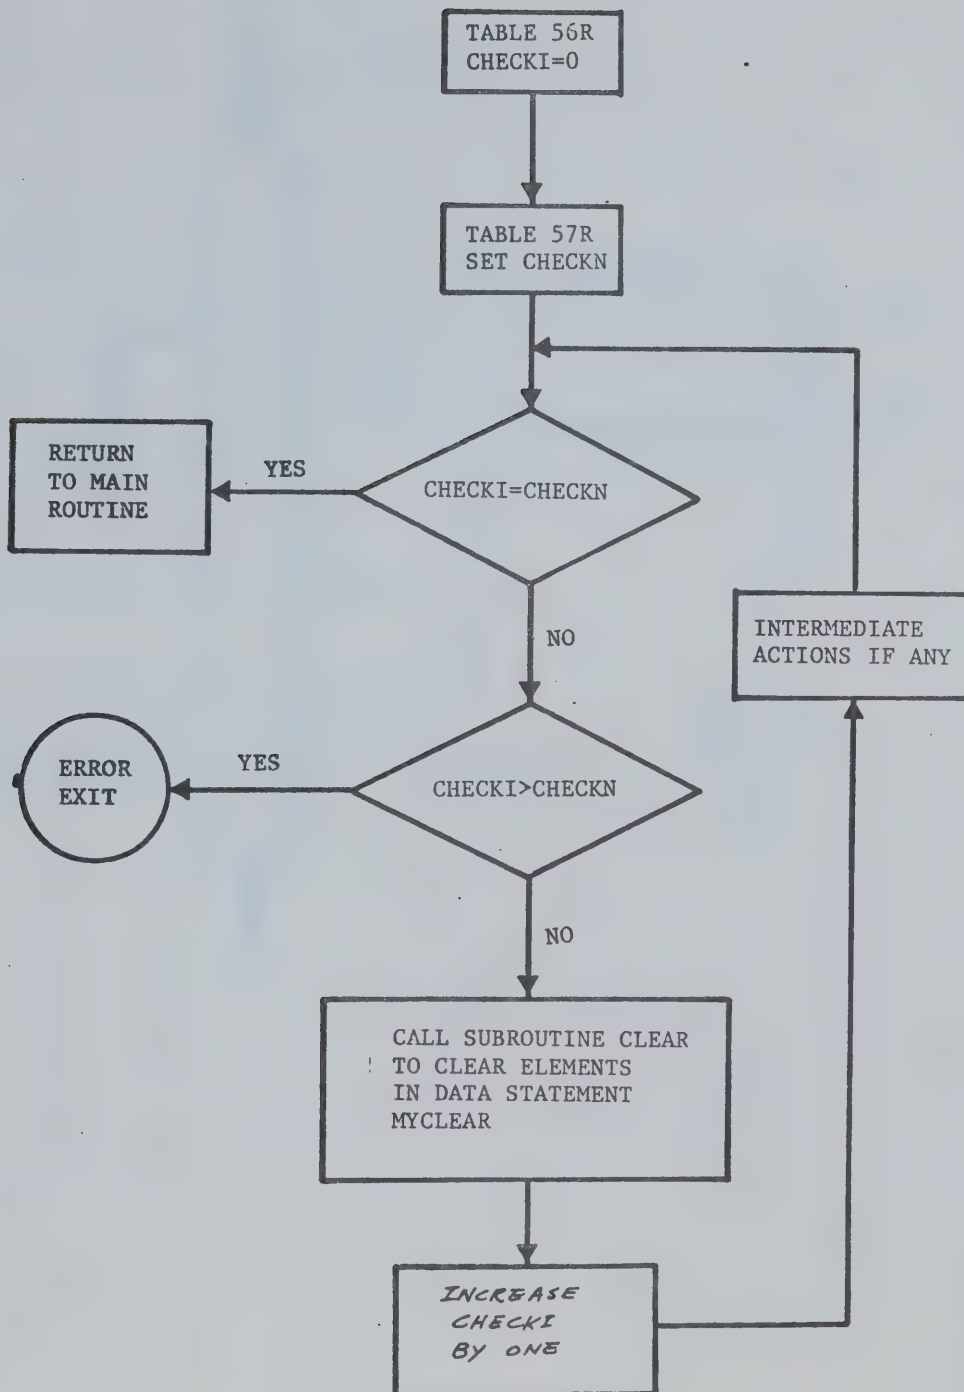 TABLE 56R
CHECKI=0
TABLE 57R
SET CHECKN
RETURN
TO MAIN
ROUTINE
YES
CHECKI=CHECKN
NO
INTERMEDIATE
ACTIONS IF ANY
ERROR
EXIT
YES
CHECKI>CHECKN
NO
CALL SUBROUTINE CLEAR
TO CLEAR ELEMENTS
IN DATA STATEMENT
MYCLEAR
INCREASE
CHECKI
BY ONE